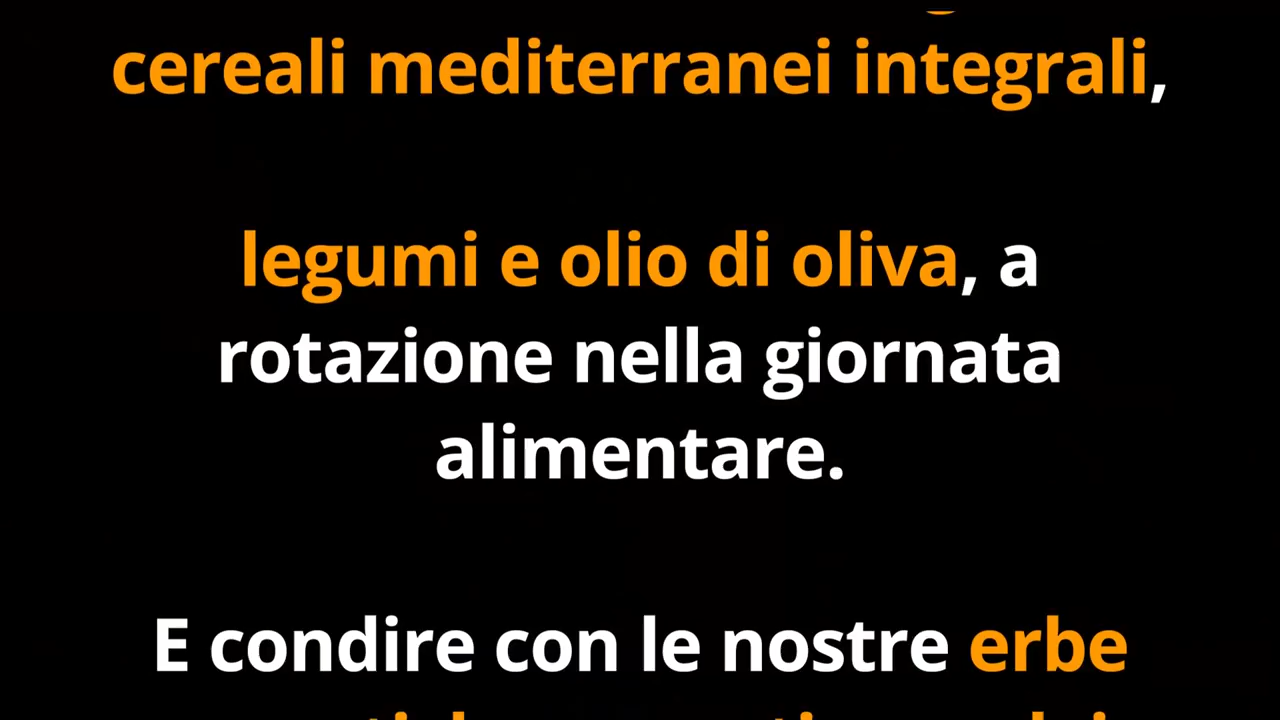 cereali mediterranei integrali,
legumi e olio di oliva, a
rotazione nella giornata
alimentare.
E condire con le nostre erbe